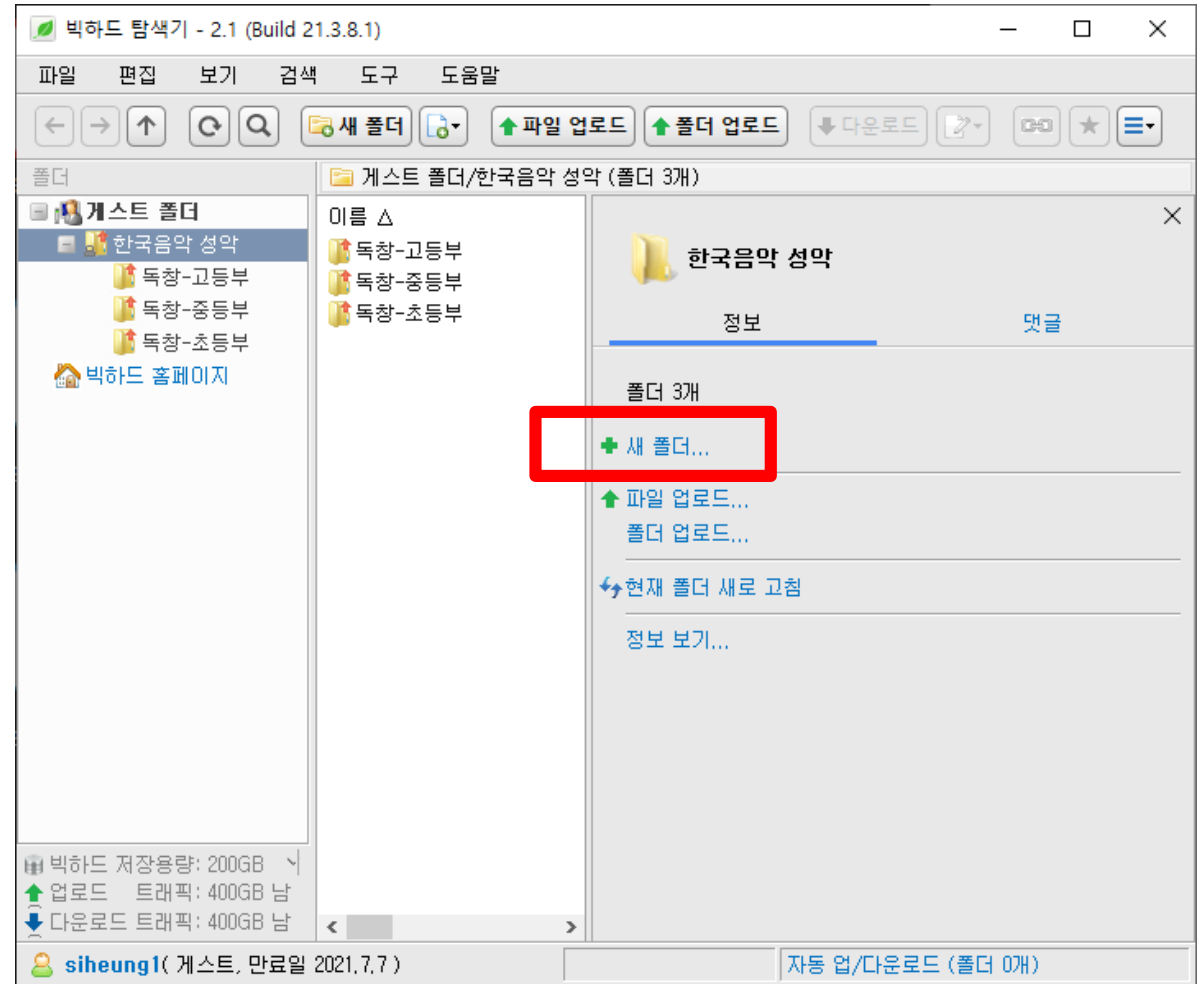 빅하드 탐색기 - 2.1 (Build 21.3.8.1)
파일 편집 보기 검색 도구 도움말
새 폴더 파일 업로드 폴더 업로드 다운로드
폴더
게스트 폴더/한국음악 성악 (폴더 3개)
게스트 폴더
한국음악 성악
독창-고등부
독창-중등부
독창-초등부
빅하드 홈페이지
이름
독창-고등부
독창-중등부
독창-초등부
한국음악 성악
정보 댓글
폴더 3개
새 폴더...
파일 업로드...
폴더 업로드...
현재 폴더 새로 고침
정보 보기...
빅하드 저장용량: 200GB
업로드 트래픽: 400GB 남
다운로드 트래픽: 400GB 남
siheung1( 게스트, 만료일 2021.7.7 )
자동 업/다운로드 (폴더 0개)